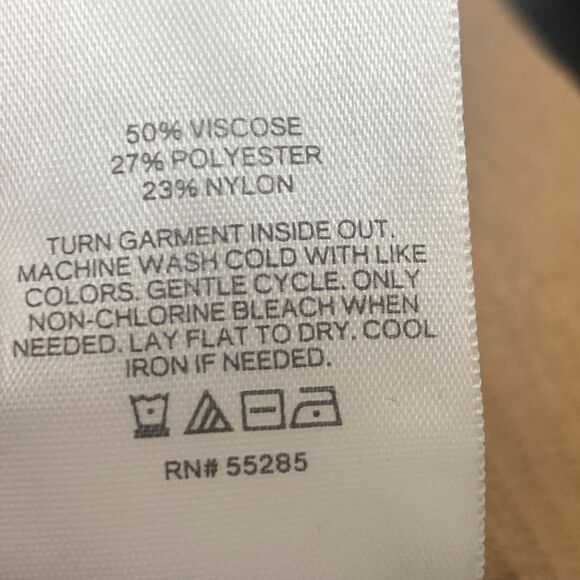 50% VISCOSE
27% POLYESTER
23% NYLON
TURN GARMENT INSIDE OUT.
MACHINE WASH COLD WITH LIKE
COLORS. GENTLE CYCLE. ONLY
NON-CHLORINE BLEACH WHEN
NEEDED. LAY FLAT TO DRY. COOL
IRON IF NEEDED.
RN# 55285